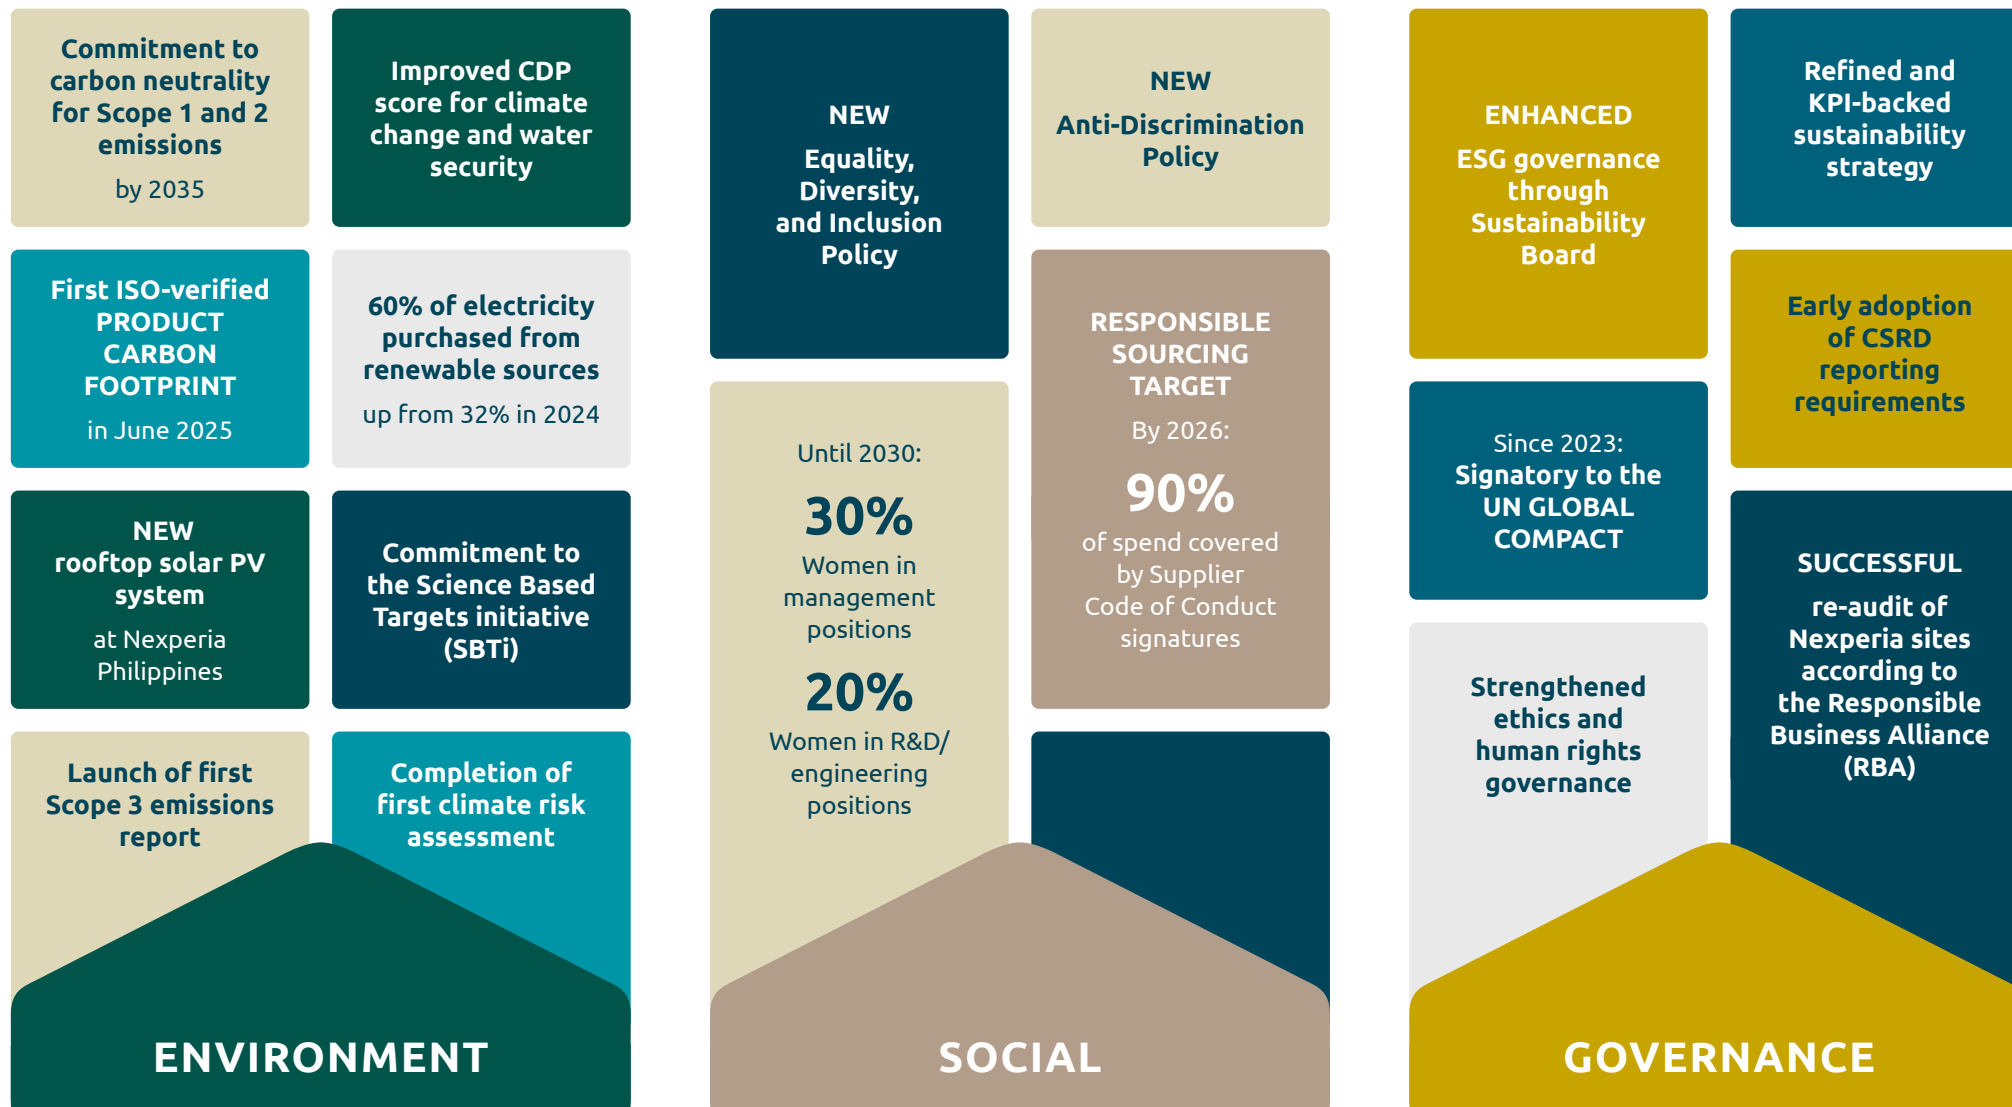 Commitment to
carbon neutrality
for Scope 1 and 2
emissions
by 2035
Improved CDP
score for climate
change and water
security
First ISO-verified
PRODUCT
CARBON
FOOTPRINT
in June 2025
60% of electricity
purchased from
renewable sources
up from 32% in 2024
NEW
rooftop solar PV
system
at Nexperia
Philippines
Commitment to
the Science Based
Targets initiative
(SBTi)
Launch of first
Scope 3 emissions
report
Completion of
first climate risk
assessment
ENVIRONMENT
NEW
Equality,
Diversity,
and Inclusion
Policy
NEW
Anti-Discrimination
Policy
Until 2030:
30%
Women in
management
positions
20%
Women in R&D/
engineering
positions
RESPONSIBLE
SOURCING
TARGET
By 2026:
90%
of spend covered
by Supplier
Code of Conduct
signatures
SOCIAL
ENHANCED
ESG governance
through
Sustainability
Board
Refined and
KPI-backed
sustainability
strategy
Since 2023:
Signatory to the
UN GLOBAL
COMPACT
Early adoption
of CSRD
reporting
requirements
Strengthened
ethics and
human rights
governance
SUCCESSFUL
re-audit of
Nexperia sites
according to
the Responsible
Business Alliance
(RBA)
GOVERNANCE